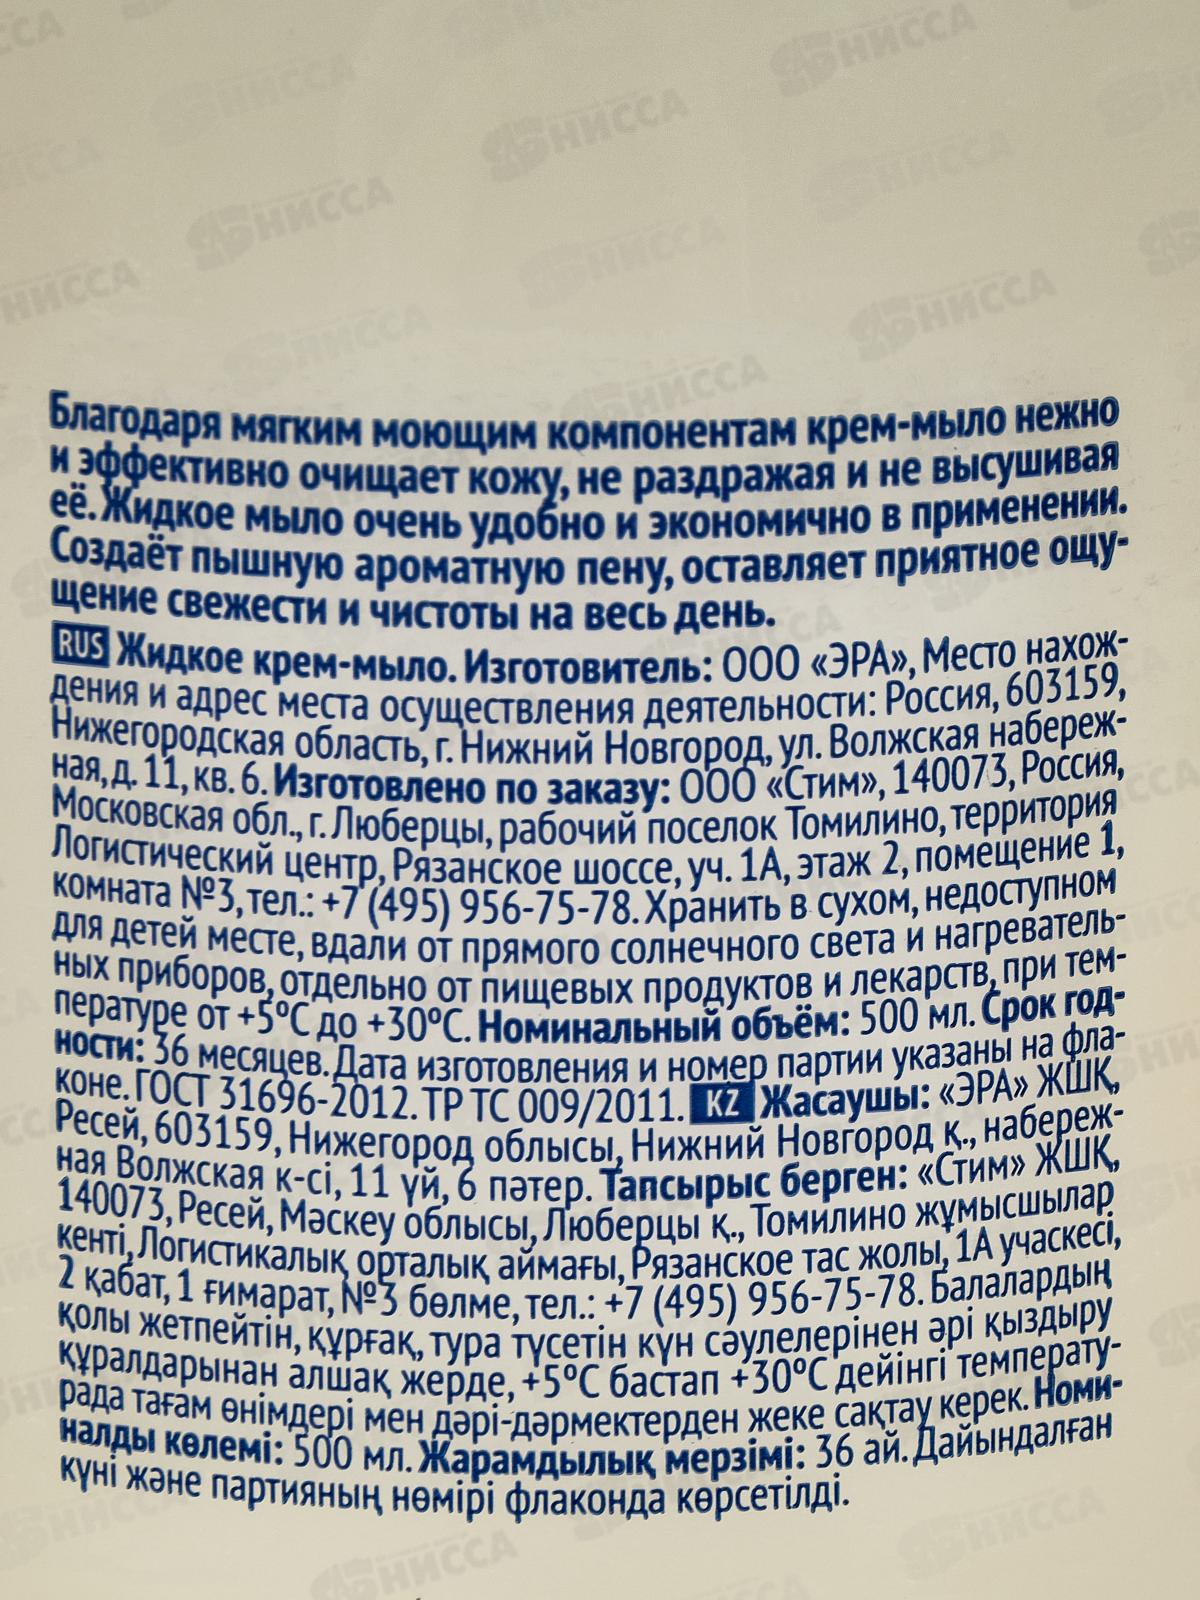 Благодаря мягким моющим компонентам крем-мыло нежно
и эффективно очищает кожу, не раздражая и не высушивая
её. Жидкое мыло очень удобно и экономично в применении.
Создаёт пышную ароматную пену, оставляет приятное ощу-
щение свежести и чистоты на весь день.
RUS Жидкое крем-мыло. Изготовитель: ООО «ЭРА», Место нахож-
дения и адрес места осуществления деятельности: Россия, 603159,
Нижегородская область, г. Нижний Новгород, ул. Волжская набереж-
ная, д. 11, кв. 6. Изготовлено по заказу: ООО «Стим», 140073, Россия,
Московская обл., г. Люберцы, рабочий поселок Томилино, территория
Логистический центр, Рязанское шоссе, уч. 1А, этаж 2, помещение 1,
комната №3, тел.: +7 (495) 956-75-78. Хранить в сухом, недоступном
для детей месте, вдали от прямого солнечного света и нагреватель-
ных приборов, отдельно от пищевых продуктов и лекарств, при тем-
пературе от +5°С до +30°С. Номинальный объём: 500 мл. Срок год-
ности: 36 месяцев. Дата изготовления и номер партии указаны на фла-
коне. ГОСТ 31696-2012. ТР ТС 009/2011. KZ Жасаушы: «ЭРА» ЖШҚ,
Ресей, 603159, Нижегород облысы, Нижний Новгород қ., набереж-
ная Волжская к-сі, 11 үй, 6 пәтер. Тапсырыс берген: «Стим» ЖШҚ,
140073, Ресей, Мәскеу облысы, Люберцы қ., Томилино жұмысшылар
кенті, Логистикалық орталық аймағы, Рязанское тас жолы, 1А учаскесі,
2 қабат, 1 ғимарат, №3 бөлме, тел.: +7 (495) 956-75-78. Балалардың
қолы жетпейтін, құрғақ, тура түсетін күн сәулелерінен әрі қыздыру
құралдарынан алшақ жерде, +5°С бастап +30°С дейінгі температу-
рада тағам өнімдері мен дәрі-дәрмектерден жеке сақтау керек. Номи-
налды көлемі: 500 мл. Жарамдылық мерзімі: 36 ай. Дайындалған
күні және партияның нөмірі флаконда көрсетілді.